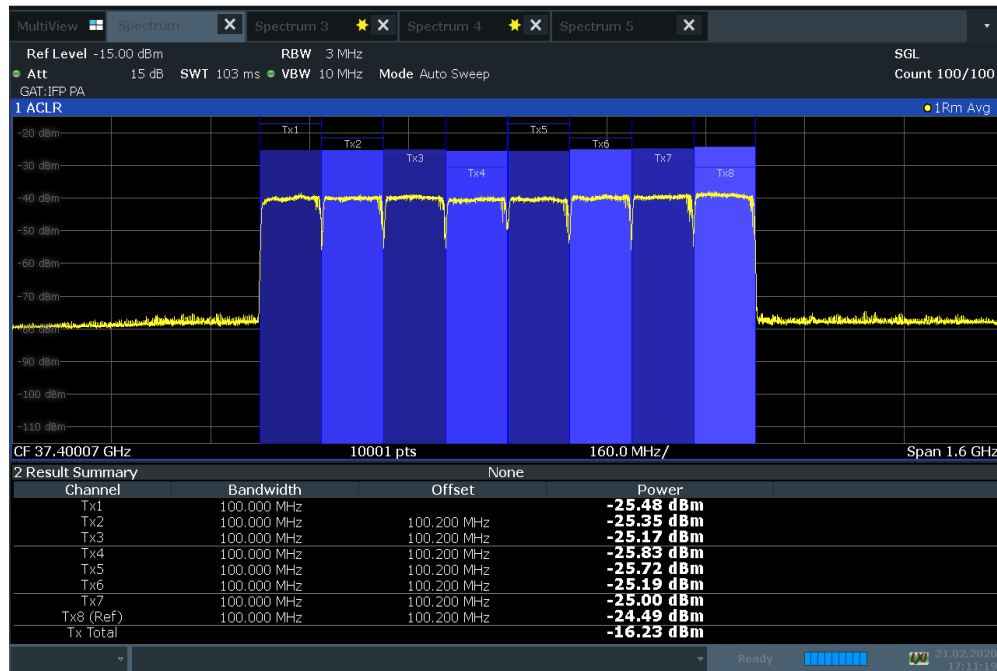 MultiView Spectrum X Spectrum 3 X Spectrum 4 X Spectrum 5 X
Ref Level -15.00 dBm RBW 3 MHz SGL
Att 15 dB SWT 103 ms VBW 10 MHz Mode Auto Sweep Count 100/100
GAT:IFP PA
1 ACLR 1Rm Avg
Tx1 Tx5
-20 dBm
Tx2 Tx6
Tx3 Tx7
-30 dBm
Tx4 Tx8
-40 dBm
-50 dBm
-60 dBm
-70 dBm
-80 dBm
-90 dBm
-100 dBm
-110 dBm
CF 37.40007 GHz 10001 pts 160.0 MHz/ Span 1.6 GHz
2 Result Summary None
Channel Bandwidth Offset Power
Tx1 100.000 MHz -25.48 dBm
Tx2 100.000 MHz 100.200 MHz -25.35 dBm
Tx3 100.000 MHz 100.200 MHz -25.17 dBm
Tx4 100.000 MHz 100.200 MHz -25.83 dBm
Tx5 100.000 MHz 100.200 MHz -25.72 dBm
Tx6 100.000 MHz 100.200 MHz -25.19 dBm
Tx7 100.000 MHz 100.200 MHz -25.00 dBm
Tx8 (Ref) 100.000 MHz 100.200 MHz -24.49 dBm
Tx Total -16.23 dBm
Ready 21.02.2020
17:11:19